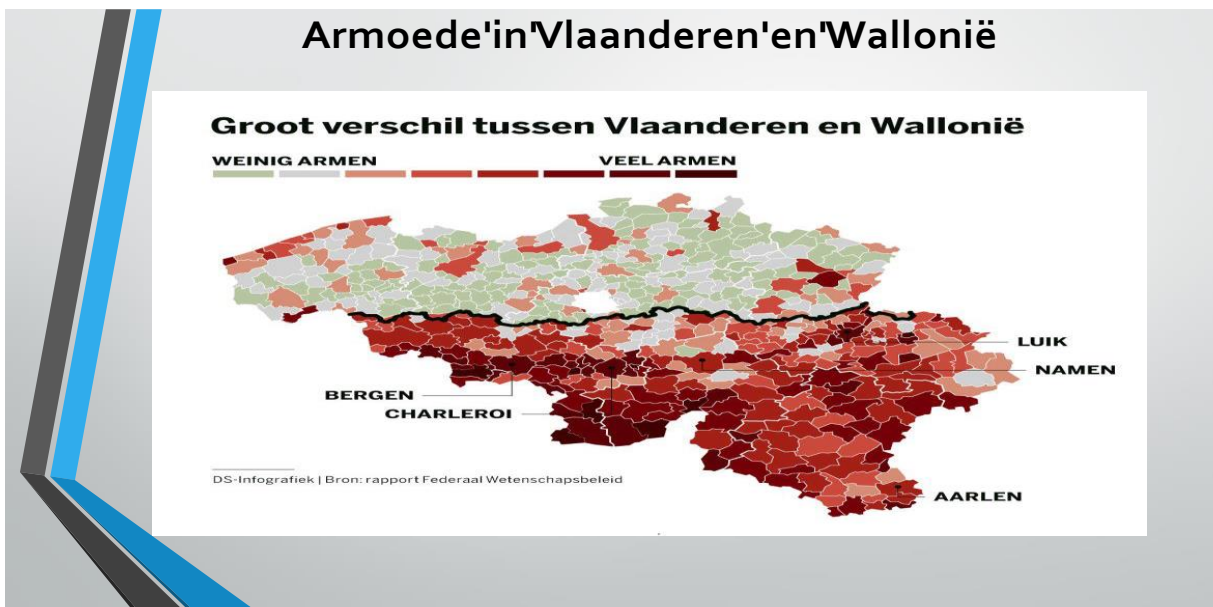 Armoede'in'Vlaanderen'en'Wallonië
Groot verschil tussen Vlaanderen en Wallonië
WEINIG ARMEN VEEL ARMEN
LUIK
NAMEN
BERGEN
CHARLEROI
DS-Infografiek | Bron: rapport Federaal Wetenschapsbeleid
AARLEN